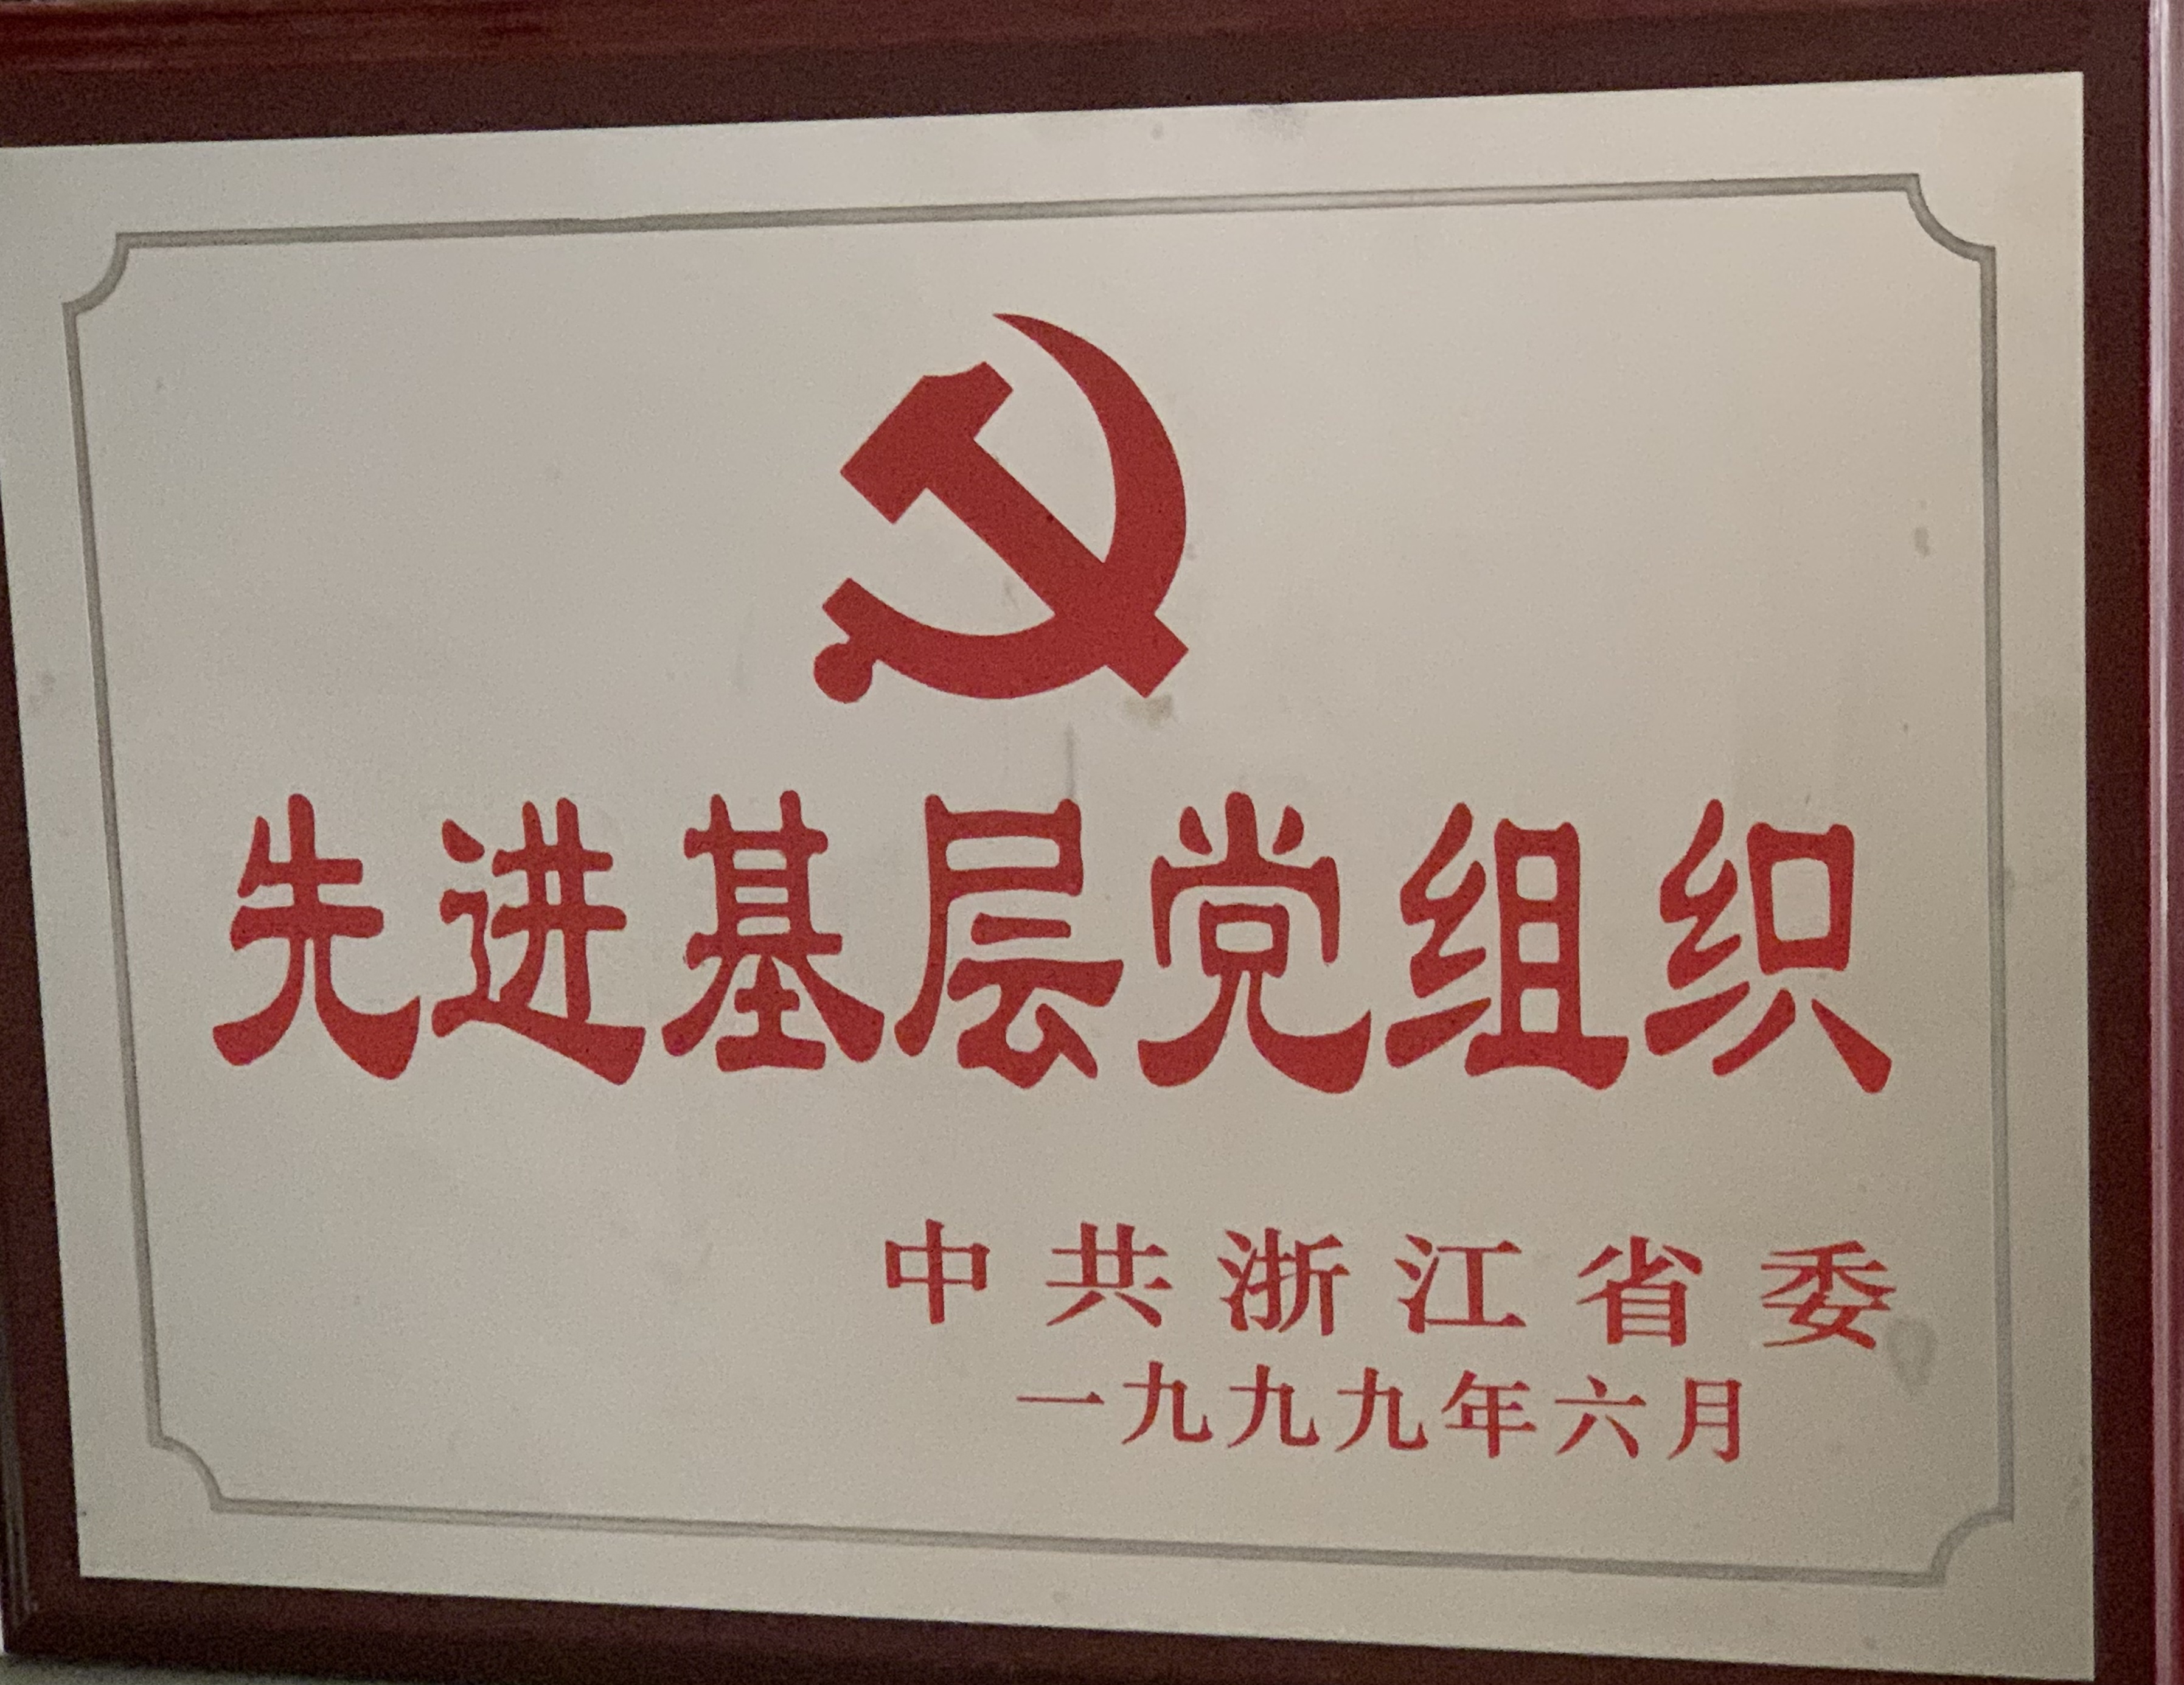 先进基层党组织
中共浙江省委
一九九九年六月